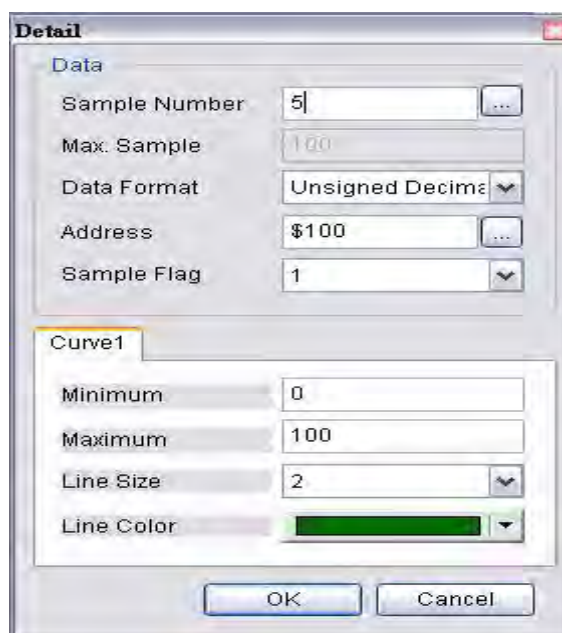 Detail
Data
Sample Number 5 ...
Max. Sample 100
Data Format Unsigned Decima
Address $100 ...
Sample Flag 1
Curve1
Minimum 0
Maximum 100
Line Size 2
Line Color
OK Cancel